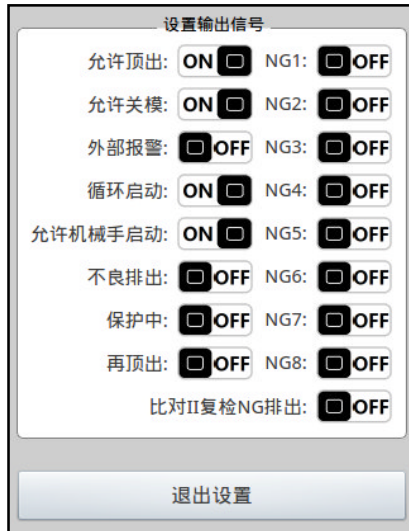 设置输出信号
允许顶出: ON NG1: OFF
允许关模: ON NG2: OFF
外部报警: OFF NG3: OFF
循环启动: ON NG4: OFF
允许机械手启动: ON NG5: OFF
不良排出: OFF NG6: OFF
保护中: OFF NG7: OFF
再顶出: OFF NG8: OFF
比对II复检NG排出: OFF
退出设置